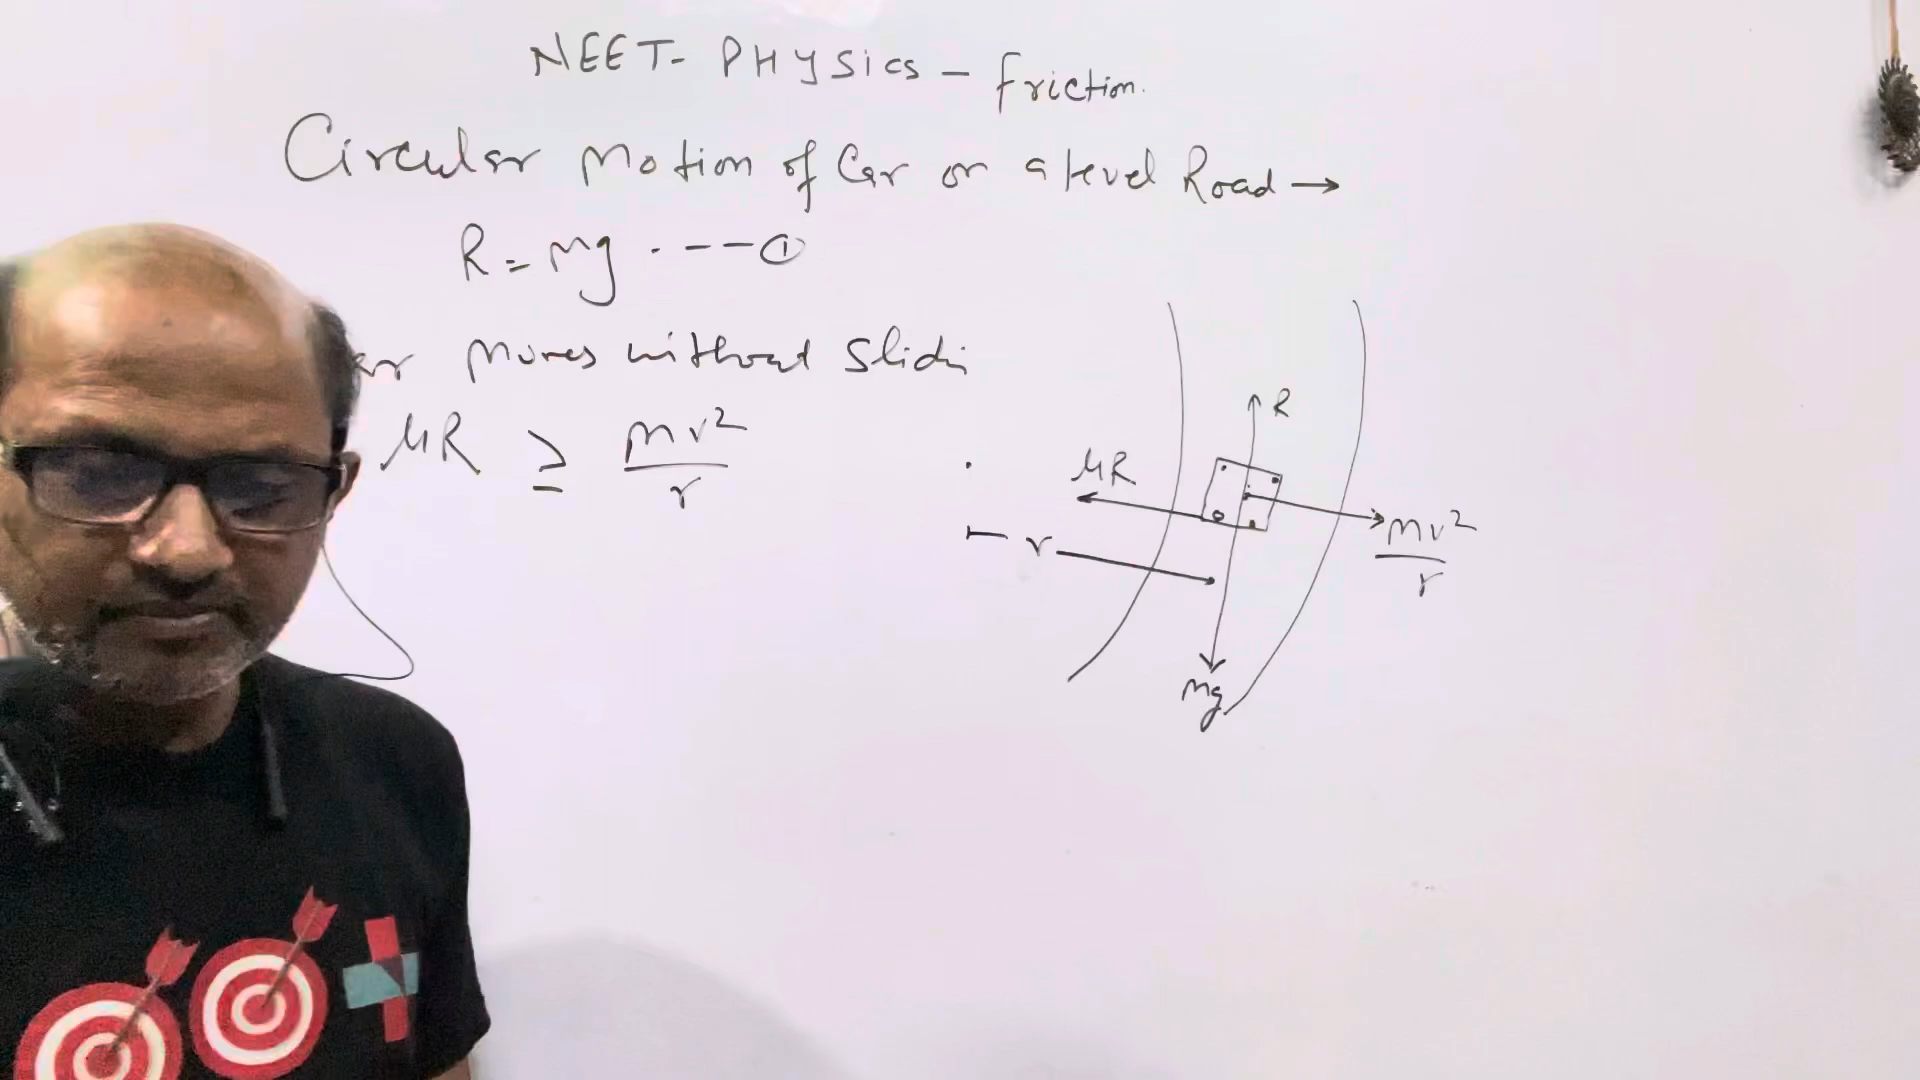 NEET- PHYSics - friction.
Circular Motion of Car on a level Road →
R = mg ---- ①
moves without slidi
μR ≥ mv²/r
R
μR
mv²/r
r
mg